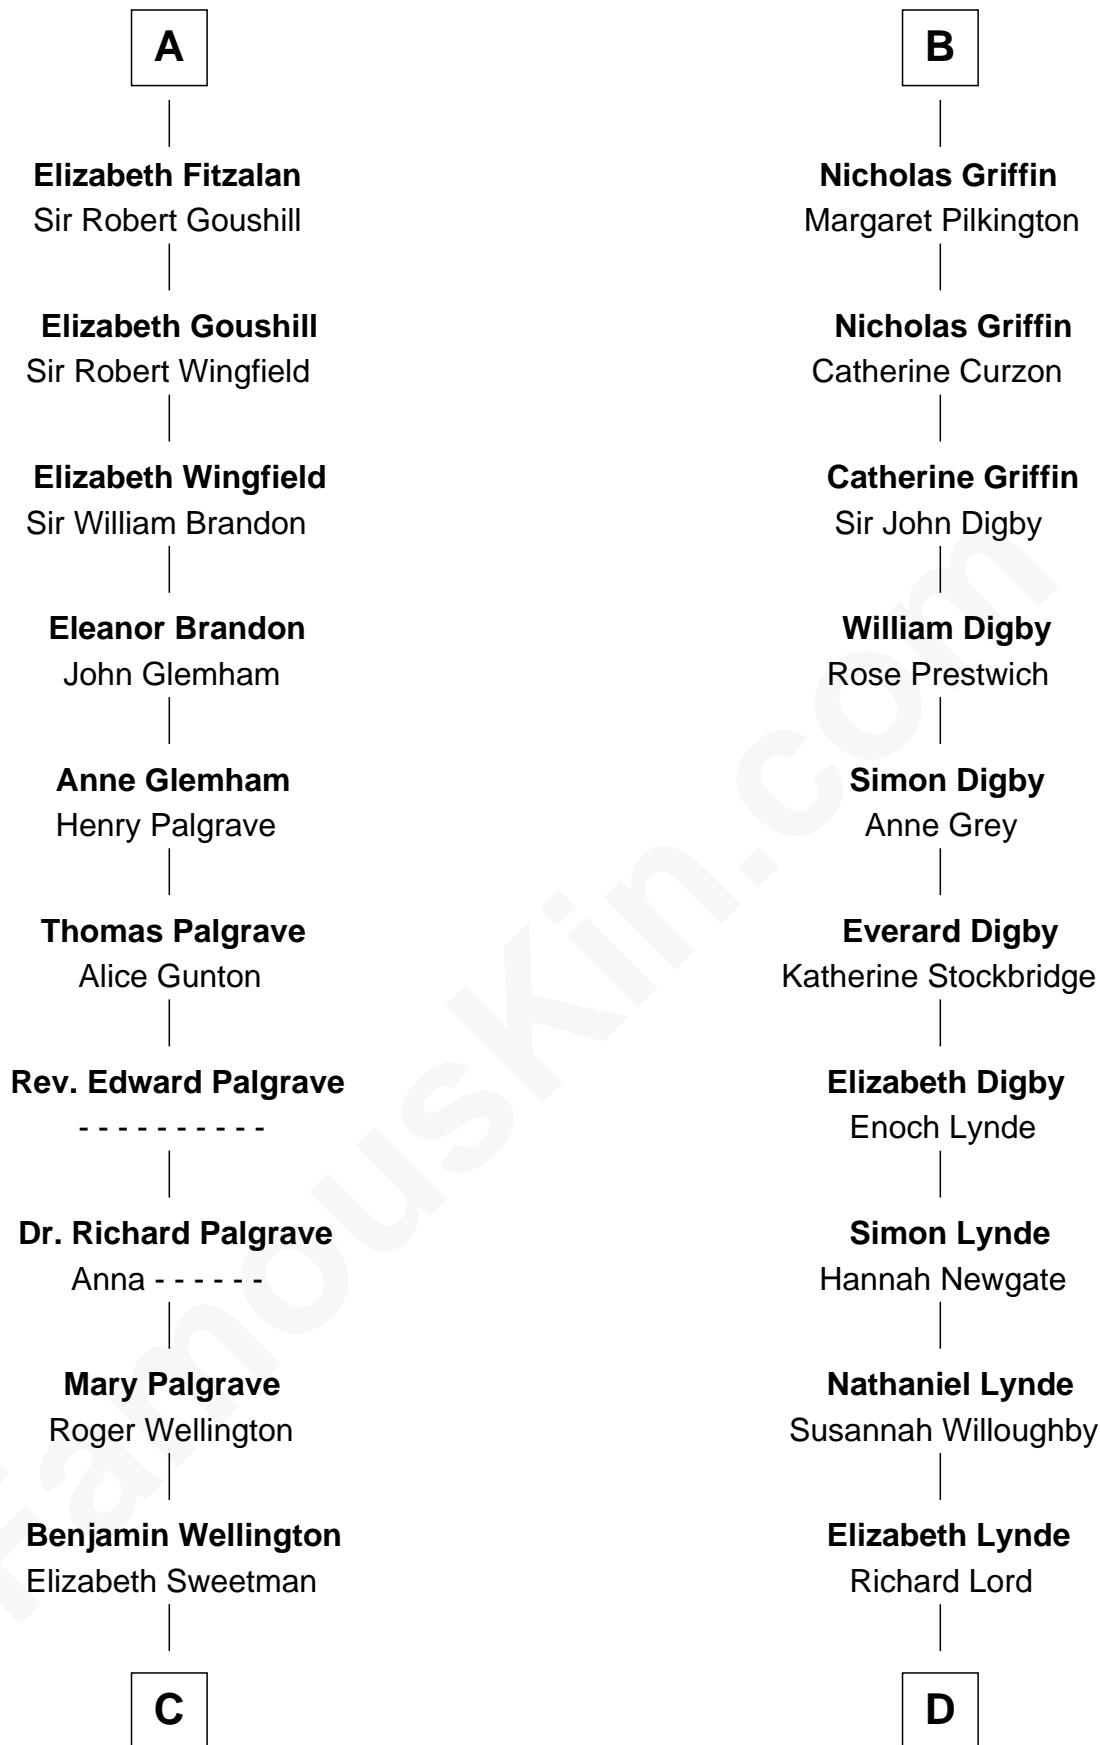 A
Elizabeth Fitzalan
Sir Robert Goushill
Elizabeth Goushill
Sir Robert Wingfield
Elizabeth Wingfield
Sir William Brandon
Eleanor Brandon
John Glemham
Anne Glemham
Henry Palgrave
Thomas Palgrave
Alice Gunton
Rev. Edward Palgrave
- - - - - - - - - -
Dr. Richard Palgrave
Anna - - - - - -
Mary Palgrave
Roger Wellington
Benjamin Wellington
Elizabeth Sweetman
C
B
Nicholas Griffin
Margaret Pilkington
Nicholas Griffin
Catherine Curzon
Catherine Griffin
Sir John Digby
William Digby
Rose Prestwich
Simon Digby
Anne Grey
Everard Digby
Katherine Stockbridge
Elizabeth Digby
Enoch Lynde
Simon Lynde
Hannah Newgate
Nathaniel Lynde
Susannah Willoughby
Elizabeth Lynde
Richard Lord
D
FamousKin.com